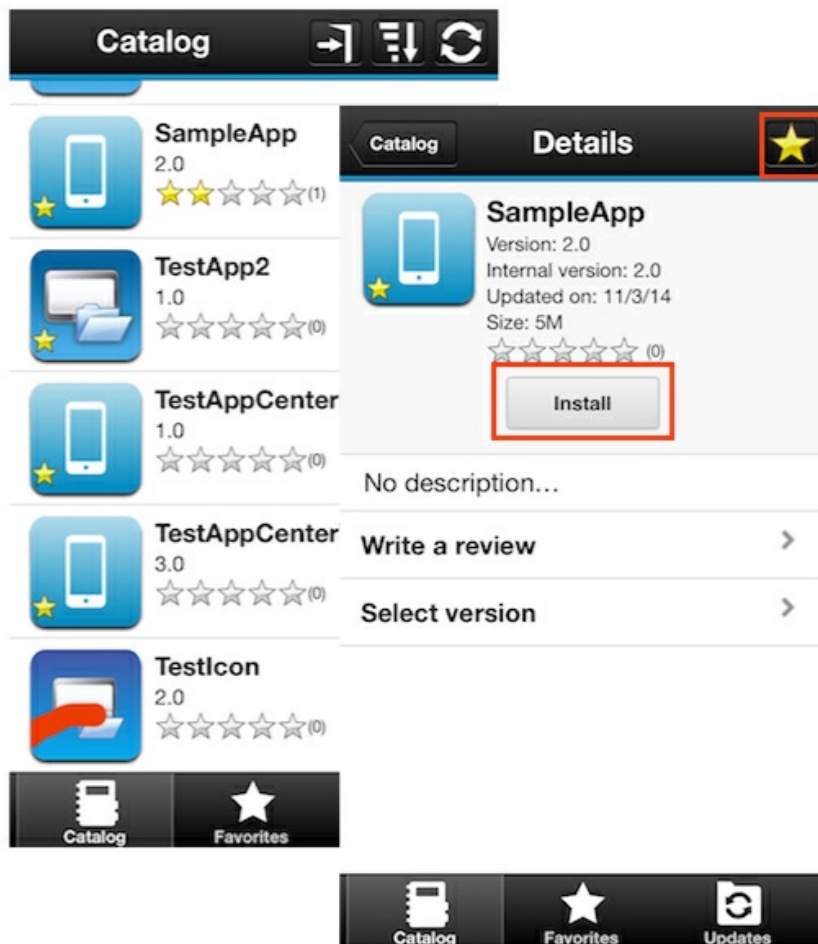 Catalog
SampleApp
2.0
(1)
TestApp2
1.0
(0)
TestAppCenter
1.0
(0)
TestAppCenter
3.0
(0)
TestIcon
2.0
(0)
Catalog
Favorites
Catalog
Details
SampleApp
Version: 2.0
Internal version: 2.0
Updated on: 11/3/14
Size: 5M
(0)
Install
No description...
Write a review
Select version
Catalog
Favorites
Updates